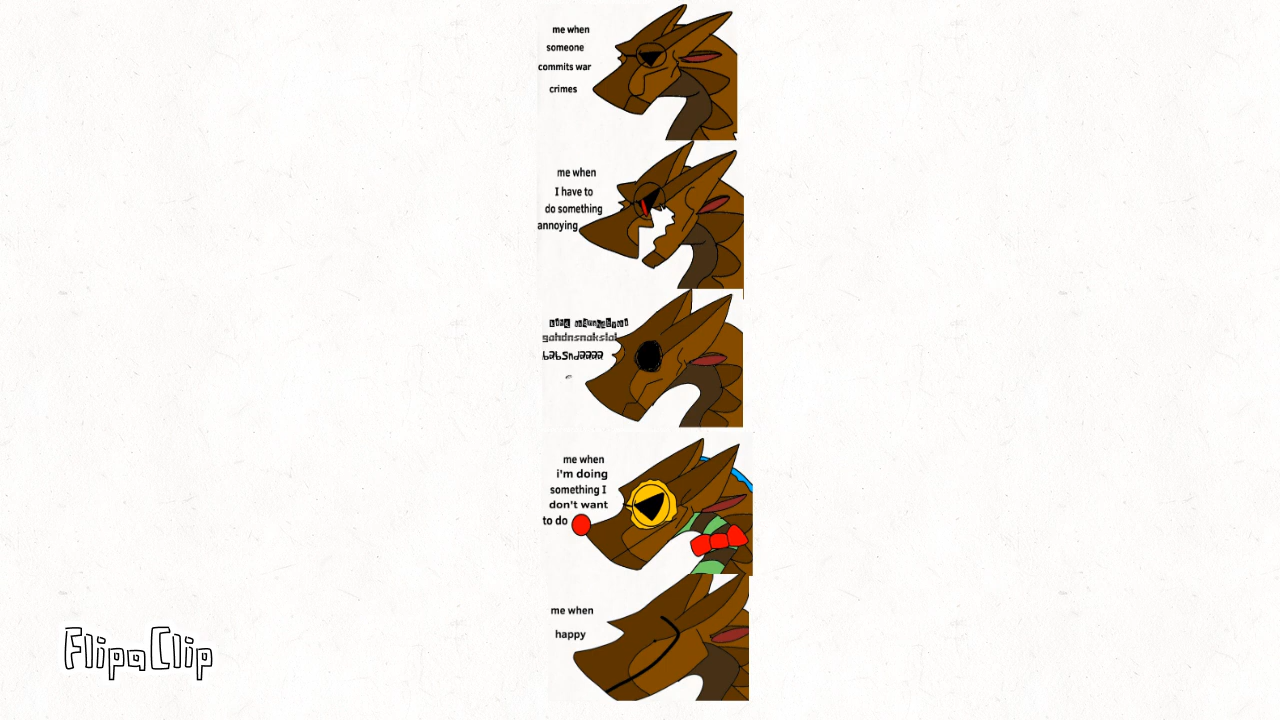 me when
someone
commits war
crimes
me when
I have to
do something
annoying
gahdnsnakslal
me when
i'm doing
something I
don't want
to do
me when
happy
FlipaClip